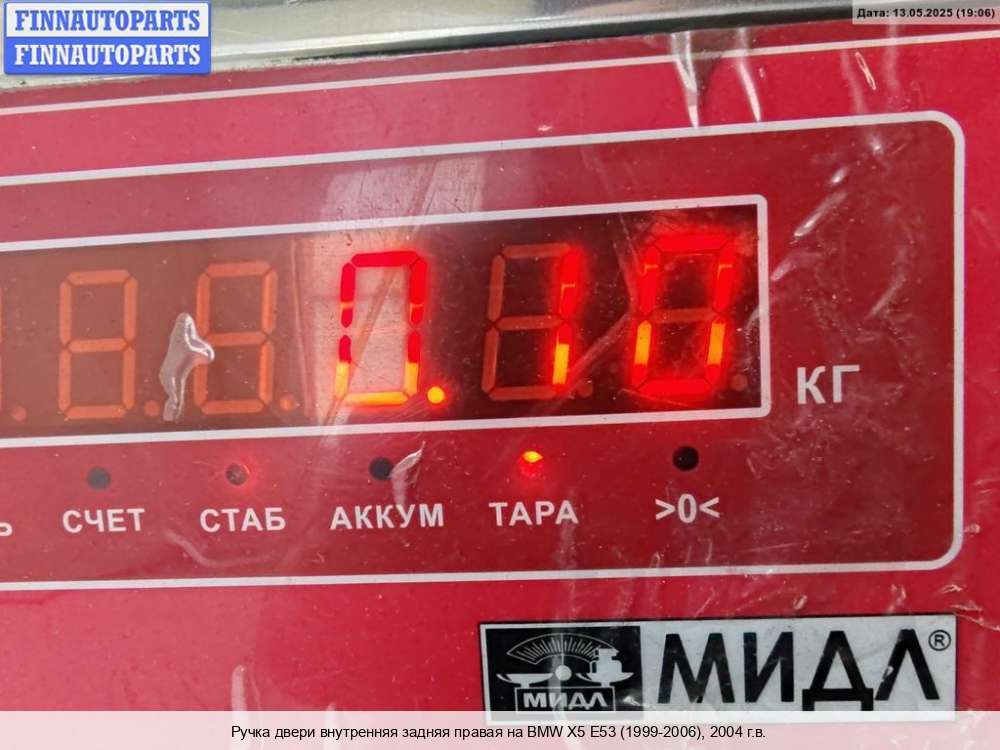 FINNAUTOPARTS
FINNAUTOPARTS
Дата: 13.05.2025 (19:06)
0.10
КГ
Ь СЧЕТ СТАБ АККУМ ТАРА >0<
МИДЛ МИДЛ®
Ручка двери внутренняя задняя правая на BMW X5 E53 (1999-2006), 2004 г.в.